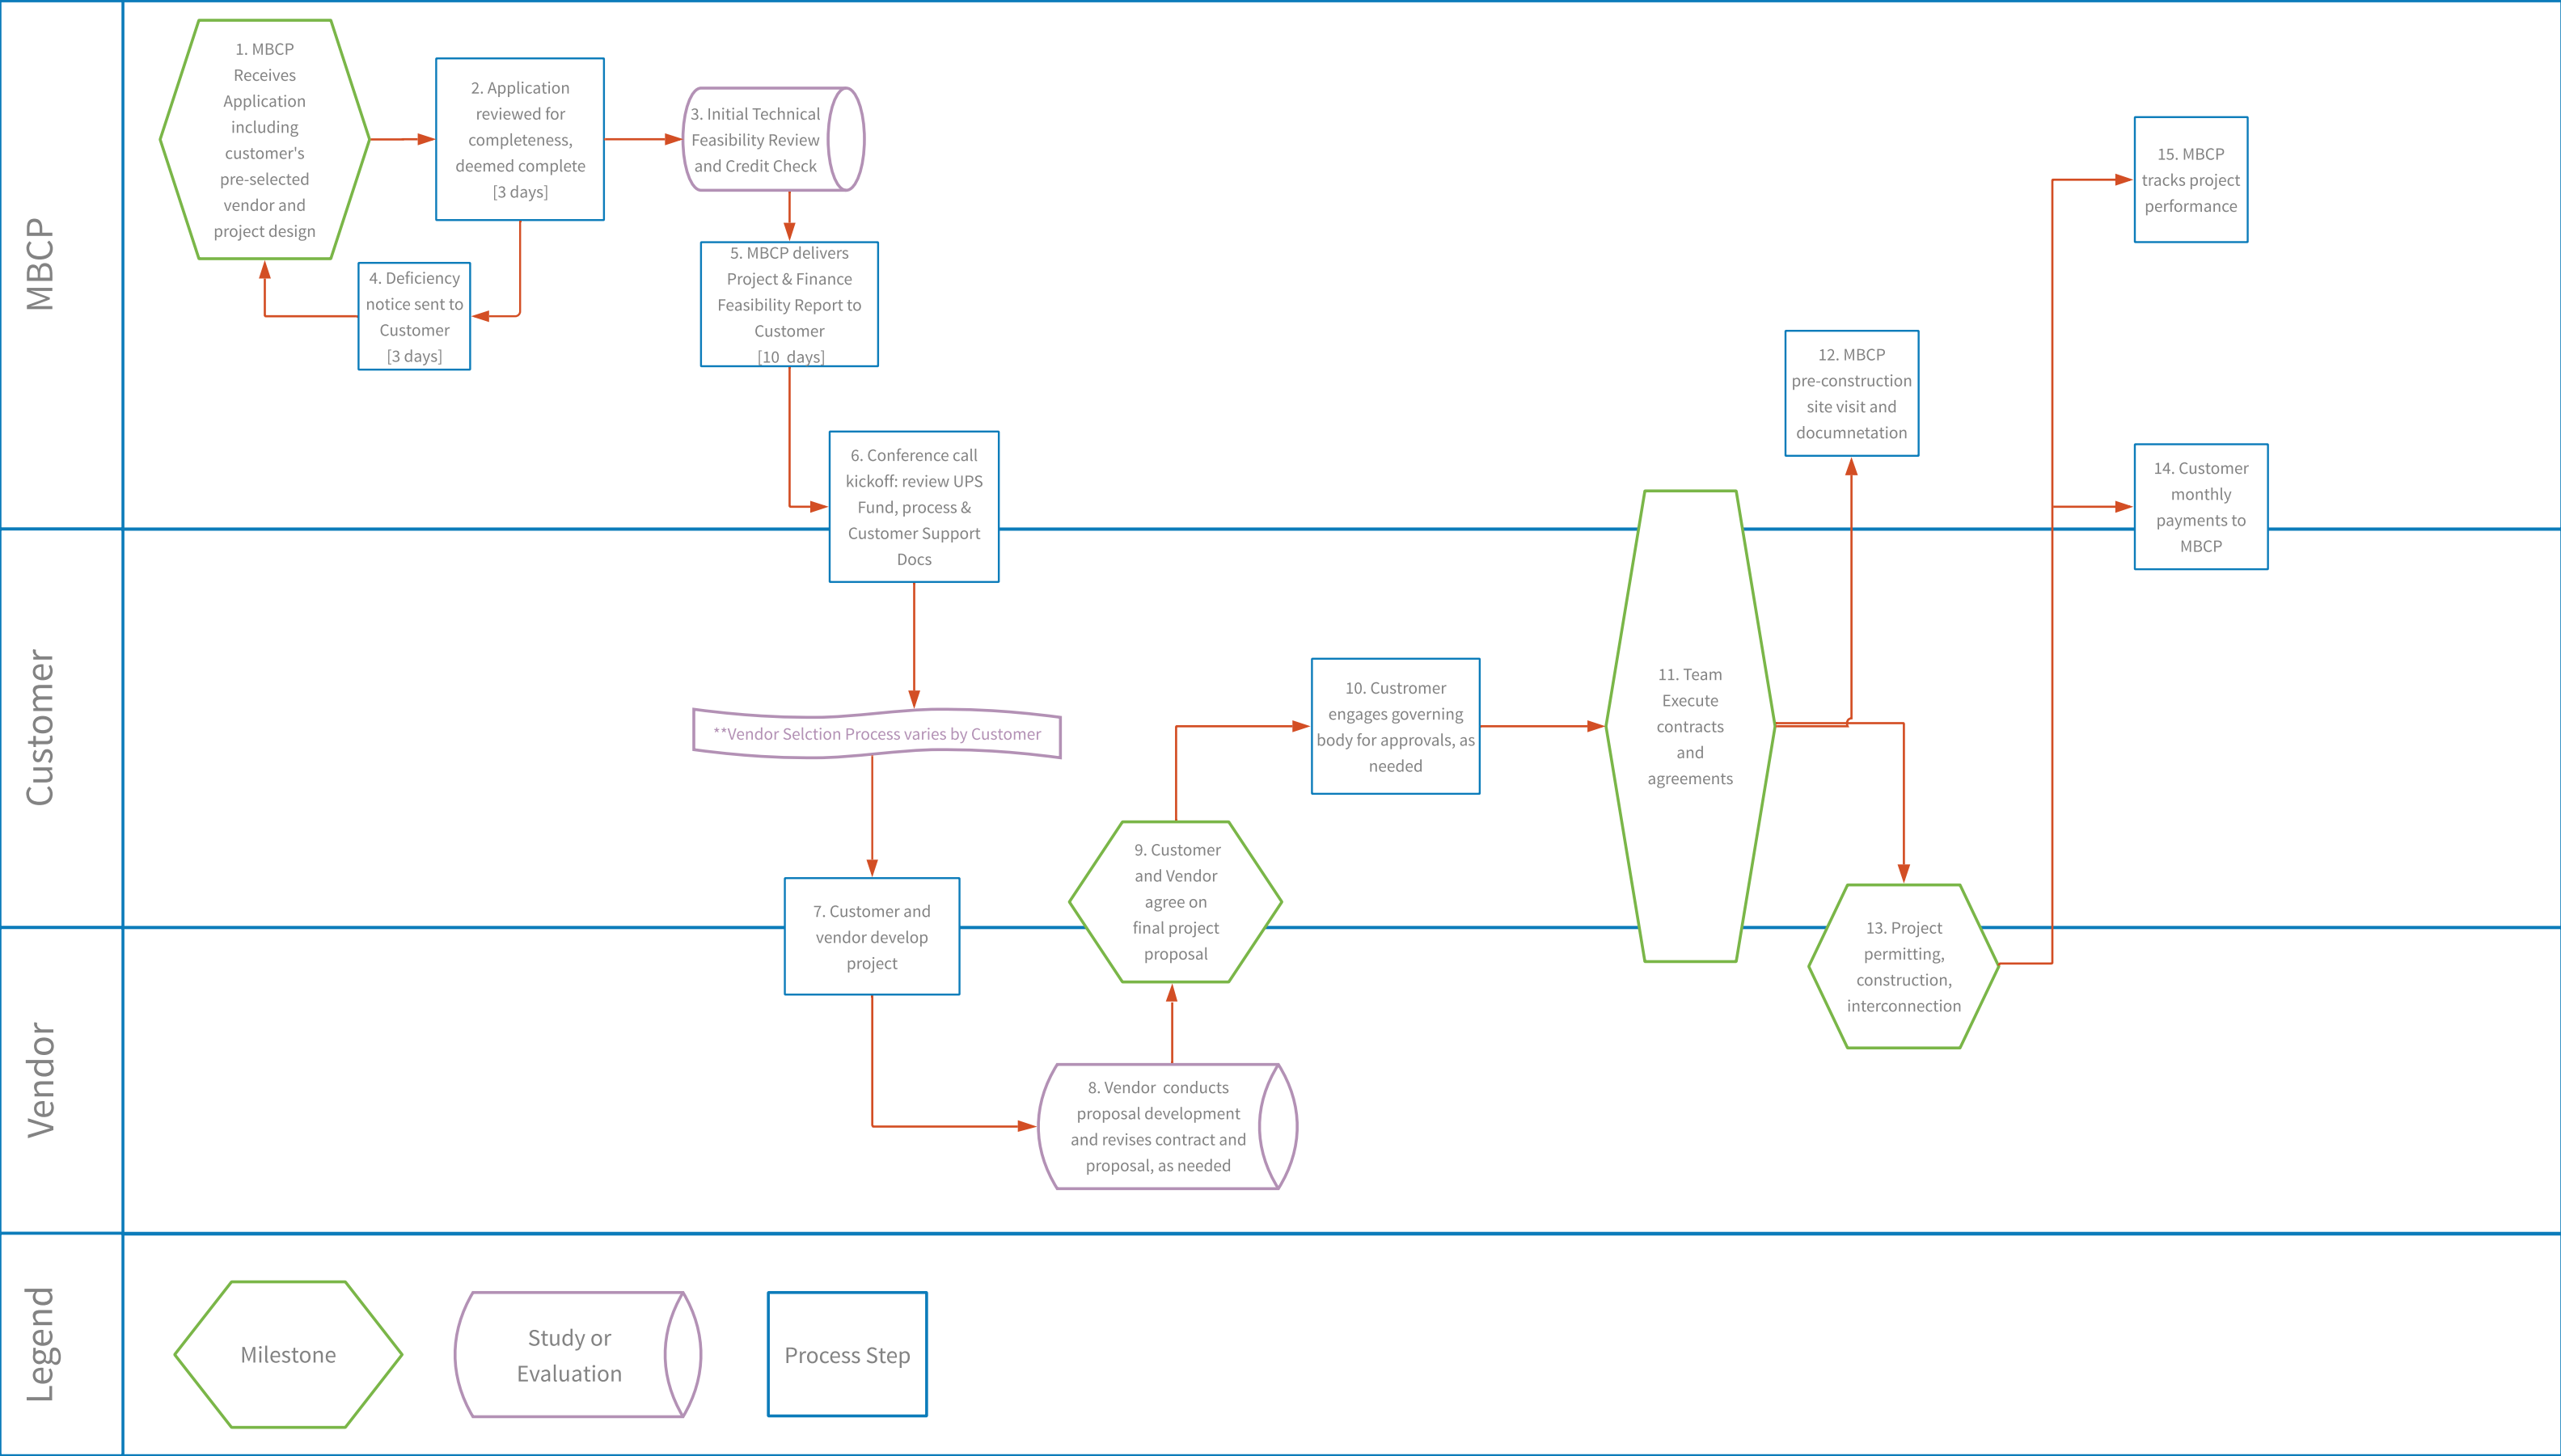 MBCP
1. MBCP
Receives
Application
including
customer's
pre-selected
vendor and
project design
2. Application
reviewed for
completeness,
deemed complete
[3 days]
3. Initial Technical
Feasibility Review
and Credit Check
4. Deficiency
notice sent to
Customer
[3 days]
5. MBCP delivers
Project & Finance
Feasibility Report to
Customer
[10 days]
6. Conference call
kickoff: review UPS
Fund, process &
Customer Support
Docs
12. MBCP
pre-construction
site visit and
documnetation
15. MBCP
tracks project
performance
14. Customer
monthly
payments to
MBCP
Customer
**Vendor Selction Process varies by Customer
7. Customer and
vendor develop
project
9. Customer
and Vendor
agree on
final project
proposal
10. Custromer
engages governing
body for approvals, as
needed
11. Team
Execute
contracts
and
agreements
13. Project
permitting,
construction,
interconnection
Vendor
8. Vendor conducts
proposal development
and revises contract and
proposal, as needed
Legend
Milestone
Study or
Evaluation
Process Step